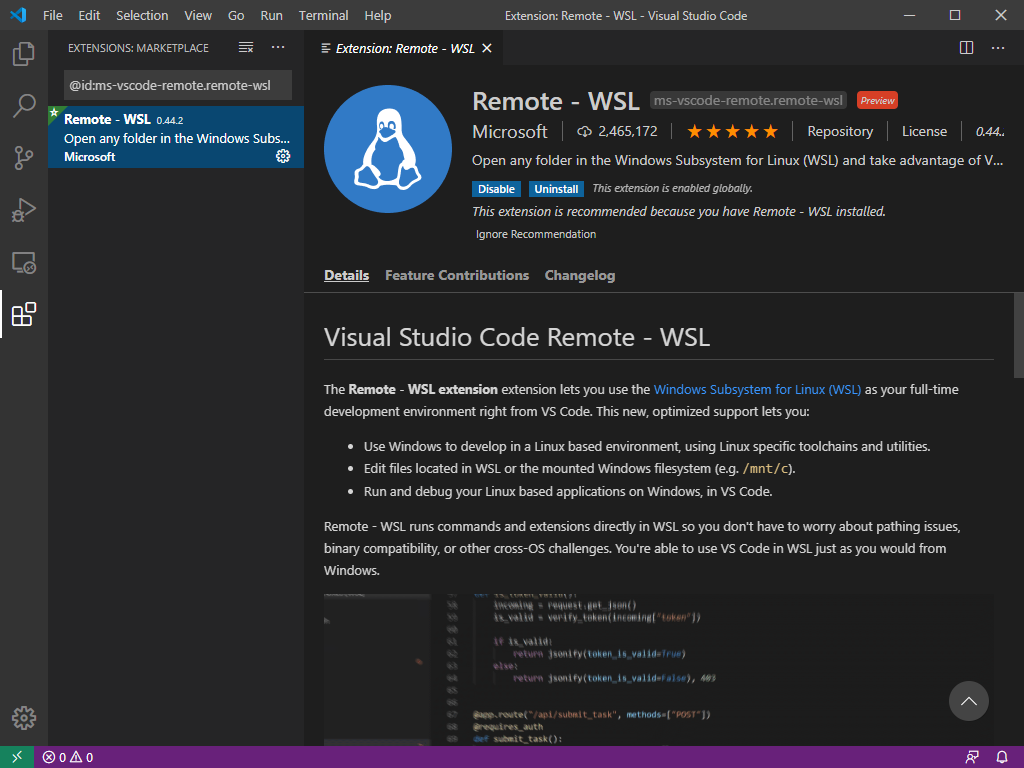 File Edit Selection View Go Run Terminal Help Extension: Remote - WSL - Visual Studio Code
EXTENSIONS: MARKETPLACE
@id:ms-vscode-remote.remote-wsl
Remote - WSL 0.44.2
Open any folder in the Windows Subs...
Microsoft
Extension: Remote - WSL
Remote - WSL ms-vscode-remote.remote-wsl Preview
Microsoft 2,465,172 Repository License 0.44..
Open any folder in the Windows Subsystem for Linux (WSL) and take advantage of V...
Disable Uninstall This extension is enabled globally.
This extension is recommended because you have Remote - WSL installed.
Ignore Recommendation
Details Feature Contributions Changelog
Visual Studio Code Remote - WSL
The Remote - WSL extension extension lets you use the Windows Subsystem for Linux (WSL) as your full-time
development environment right from VS Code. This new, optimized support lets you:
• Use Windows to develop in a Linux based environment, using Linux specific toolchains and utilities.
• Edit files located in WSL or the mounted Windows filesystem (e.g. /mnt/c).
• Run and debug your Linux based applications on Windows, in VS Code.
Remote - WSL runs commands and extensions directly in WSL so you don't have to worry about pathing issues,
binary compatibility, or other cross-OS challenges. You're able to use VS Code in WSL just as you would from
Windows.
def is_token_valid():
58 incoming = request.get_json()
59 is_valid = verify_token(incoming["token"])
60
61 if is_valid:
62 return jsonify(token_is_valid=True)
63 else:
64 return jsonify(token_is_valid=False), 403
65
66
67 @app.route("/api/submit_task", methods=["POST"])
68 @requires_auth
69 def submit_task():
0 0